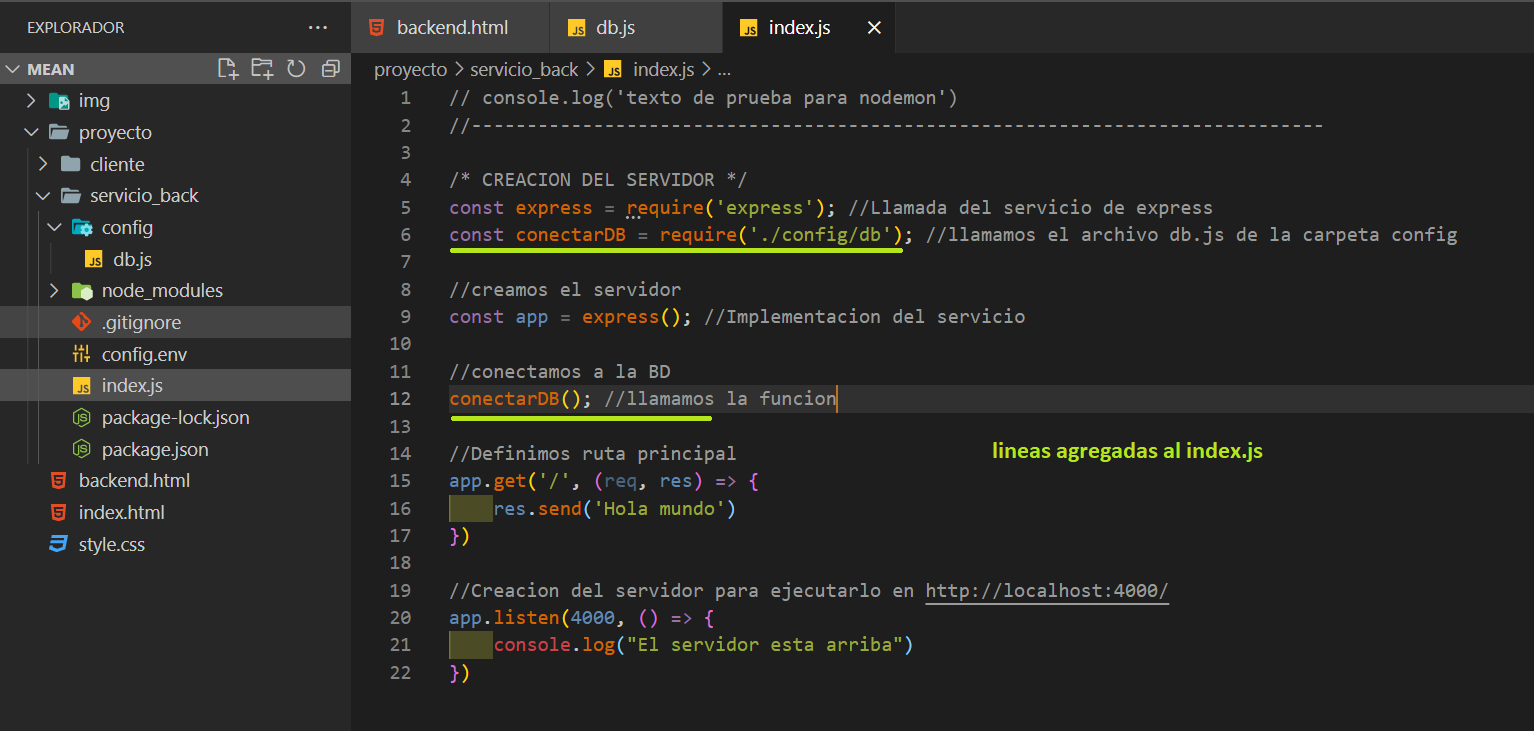 EXPLORADOR
MEAN
img
proyecto
cliente
servicio_back
config
db.js
node_modules
.gitignore
config.env
index.js
package-lock.json
package.json
backend.html
index.html
style.css
backend.html db.js index.js
proyecto > servicio_back > index.js > ...
1 // console.log('texto de prueba para nodemon')
2 //-----------------------------------------------------------------------------
3
4 /* CREACION DEL SERVIDOR */
5 const express = require('express'); //Llamada del servicio de express
6 const conectarDB = require('./config/db'); //llamamos el archivo db.js de la carpeta config
7
8 //creamos el servidor
9 const app = express(); //Implementacion del servicio
10
11 //conectamos a la BD
12 conectarDB(); //llamamos la funcion
13
14 //Definimos ruta principal
lineas agregadas al index.js
15 app.get('/', (req, res) => {
16     res.send('Hola mundo')
17 })
18
19 //Creacion del servidor para ejecutarlo en http://localhost:4000/
20 app.listen(4000, () => {
21     console.log("El servidor esta arriba")
22 })